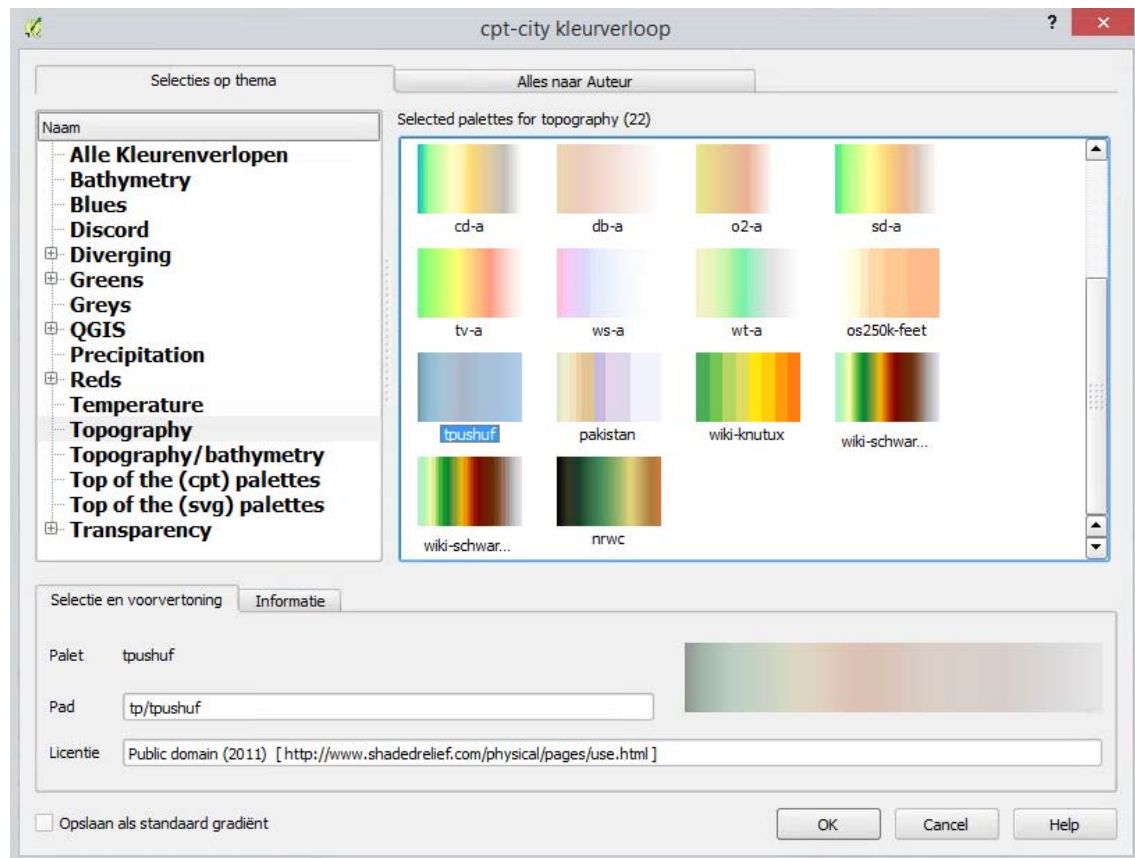 cpt-city kleurverloop
?
Selecties op thema
Alles naar Auteur
Naam
Alle Kleurenverlopen
Bathymetry
Blues
Discord
Diverging
Greens
Greys
QGIS
Precipitation
Reds
Temperature
Topography
Topography/bathymetry
Top of the (cpt) palettes
Top of the (svg) palettes
Transparency
Selected palettes for topography (22)
cd-a
db-a
o2-a
sd-a
tv-a
ws-a
wt-a
os250k-feet
tpushuf
pakistan
wiki-knutux
wiki-schwar...
wiki-schwar...
nrwc
Selectie en voorvertoning
Informatie
Palet
tpushuf
Pad
tp/tpushuf
Licentie
Public domain (2011) [ http://www.shadedrelief.com/physical/pages/use.html ]
Opslaan als standaard gradiënt
OK
Cancel
Help